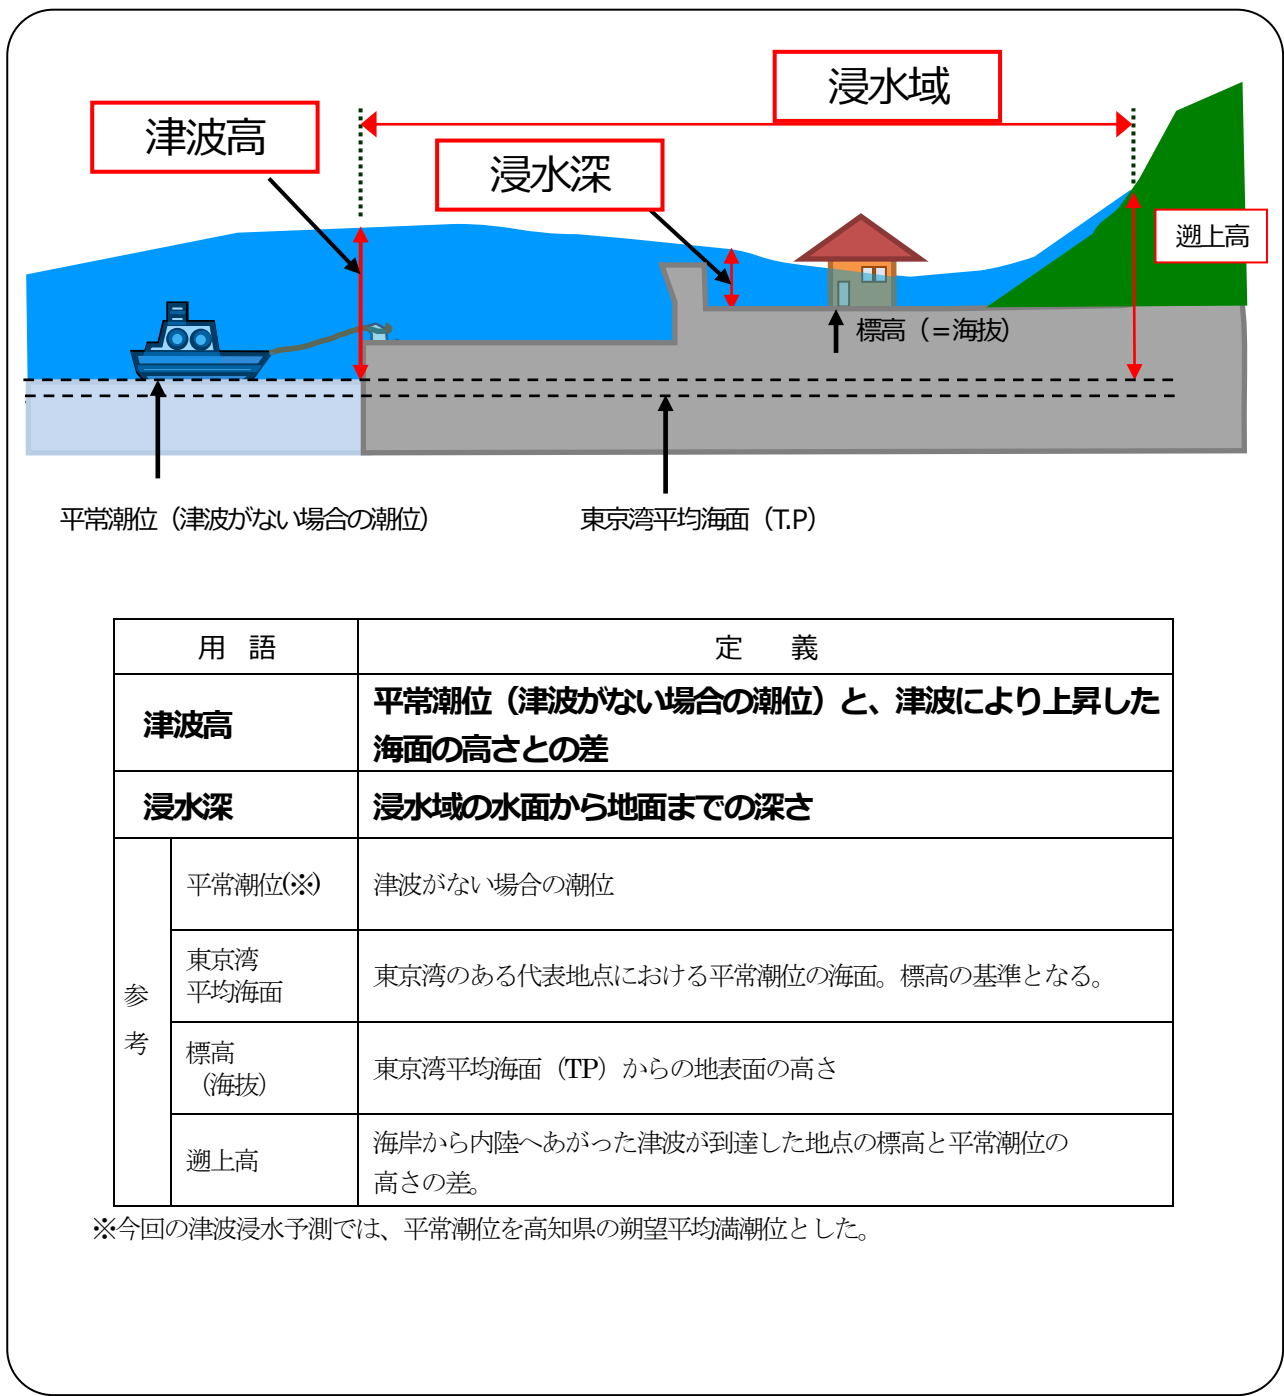 浸水域
津波高
浸水深
遡上高
標高（＝海抜）
平常潮位（津波がない場合の潮位）
東京湾平均海面（T.P）
用 語
定 義
津波高
平常潮位（津波がない場合の潮位）と、津波により上昇した
海面の高さとの差
浸水深
浸水域の水面から地面までの深さ
参
考
平常潮位(※)
津波がない場合の潮位
東京湾
平均海面
東京湾のある代表地点における平常潮位の海面。標高の基準となる。
標高
（海抜）
東京湾平均海面（TP）からの地表面の高さ
遡上高
海岸から内陸へあがった津波が到達した地点の標高と平常潮位の
高さの差。
※今回の津波浸水予測では、平常潮位を高知県の朔望平均満潮位とした。